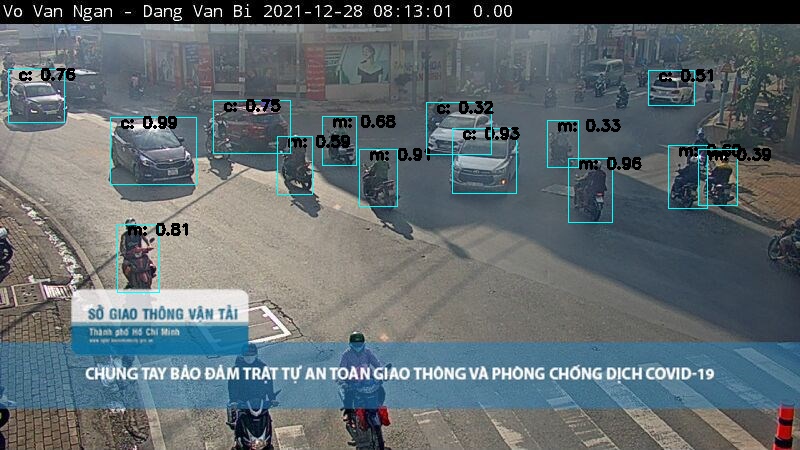 Vo Van Ngan - Dang Van Bi 2021-12-28 08:13:01 0.00
c: 0.76
c: 0.51
c: 0.75
c: 0.32
c: 0.99
m: 0.68
m: 0.33
c: 0.93
m: 0.59
m: 0.91
m: 0.96
m: 0.39
m: 0.81
SỞ GIAO THÔNG VẬN TẢI
Thành phố Hồ Chí Minh
CHUNG TAY BẢO ĐẢM TRẬT TỰ AN TOÀN GIAO THÔNG VÀ PHÒNG CHỐNG DỊCH COVID-19